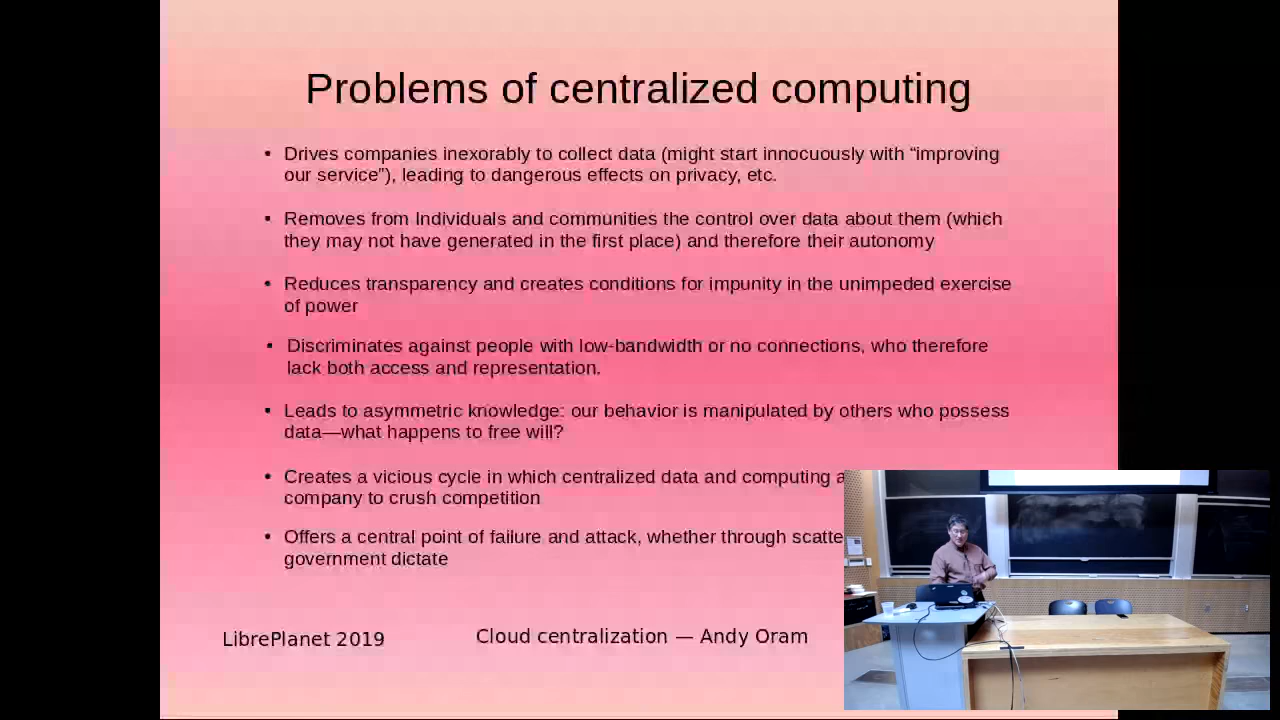 Problems of centralized computing
• Drives companies inexorably to collect data (might start innocuously with “improving
our service”), leading to dangerous effects on privacy, etc.
• Removes from Individuals and communities the control over data about them (which
they may not have generated in the first place) and therefore their autonomy
• Reduces transparency and creates conditions for impunity in the unimpeded exercise
of power
• Discriminates against people with low-bandwidth or no connections, who therefore
lack both access and representation.
• Leads to asymmetric knowledge: our behavior is manipulated by others who possess
data—what happens to free will?
• Creates a vicious cycle in which centralized data and computing
company to crush competition
• Offers a central point of failure and attack, whether through
government dictate
LibrePlanet 2019
Cloud centralization — Andy Oram